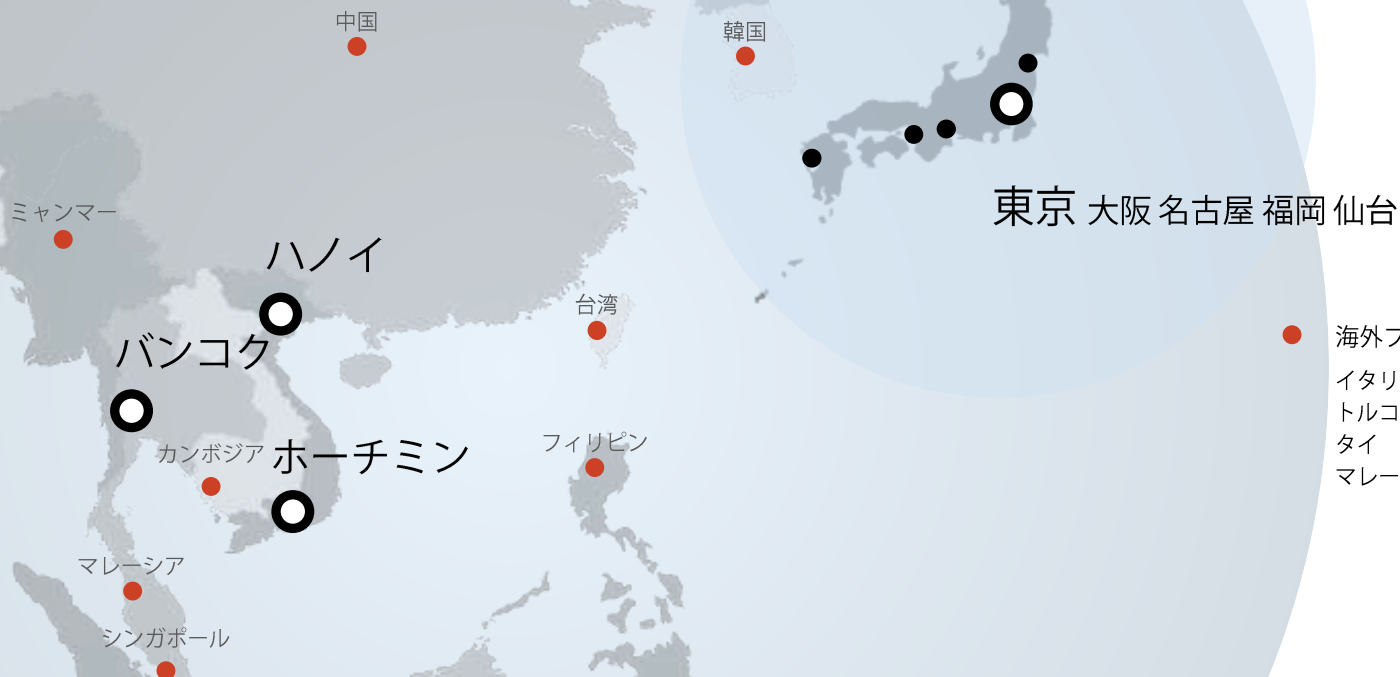 中国
韓国
東京 大阪 名古屋 福岡 仙台
ミャンマー
ハノイ
台湾
バンコク
海外
イタリ
トルコ
タイ
マレー
カンボジア
ホーチミン
フィリピン
マレーシア
シンガポール